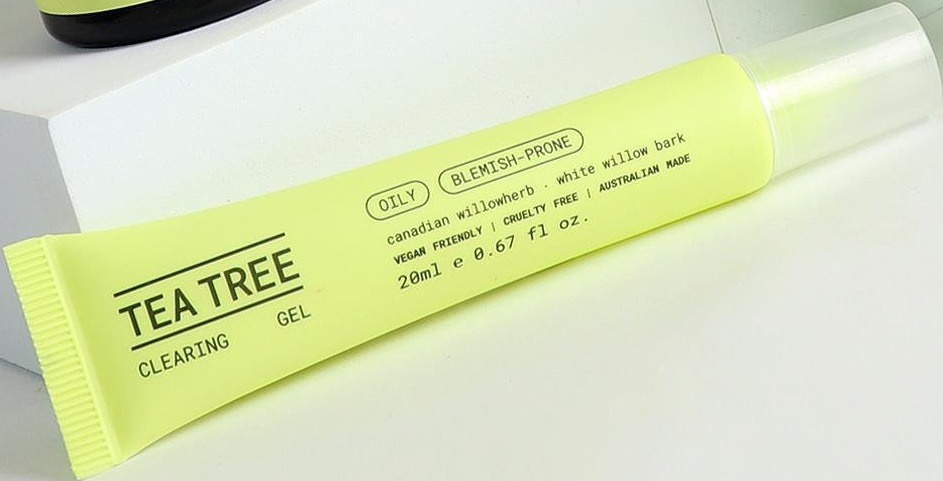 TEA TREE
CLEARING GEL
OILY BLEMISH-PRONE
canadian willowherb . white willow bark
VEGAN FRIENDLY | CRUELTY FREE | AUSTRALIAN MADE
20ml e 0.67 fl oz.